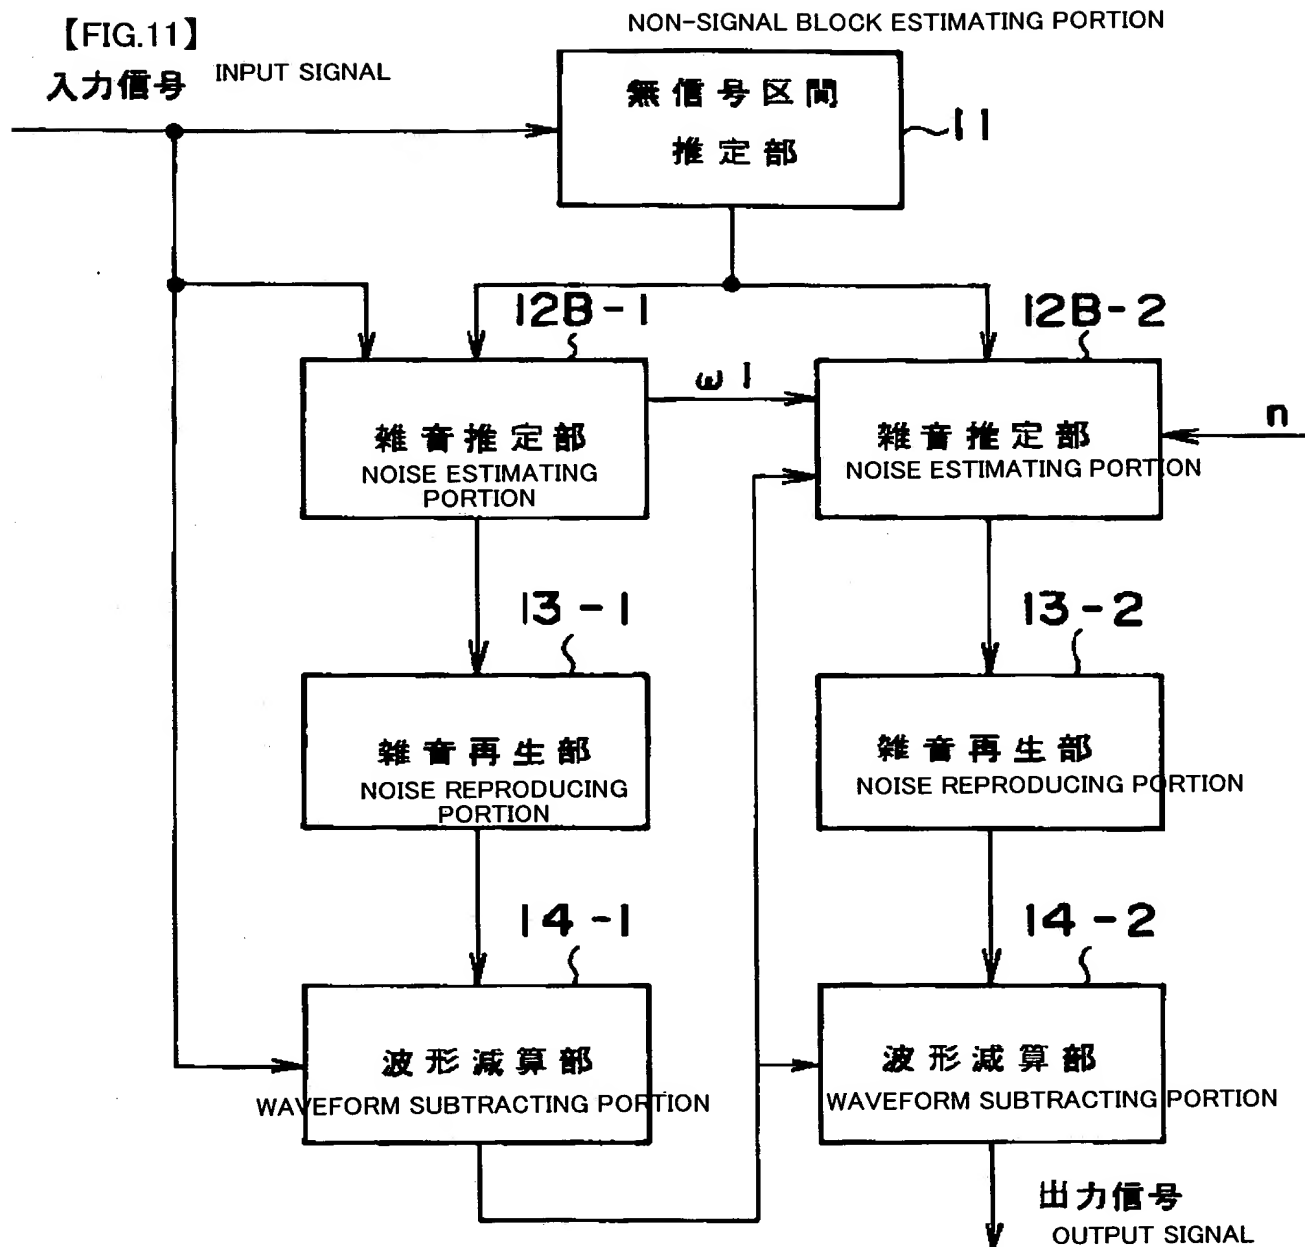 【FIG.11】
NON-SIGNAL BLOCK ESTIMATING PORTION
入力信号 INPUT SIGNAL
無信号区間
推定部
11
12B-1
12B-2
ω1
n
雑音推定部
NOISE ESTIMATING
PORTION
雑音推定部
NOISE ESTIMATING PORTION
13-1
13-2
雑音再生部
NOISE REPRODUCING
PORTION
雑音再生部
NOISE REPRODUCING PORTION
14-1
14-2
波形減算部
WAVEFORM SUBTRACTING PORTION
波形減算部
WAVEFORM SUBTRACTING PORTION
出力信号
OUTPUT SIGNAL